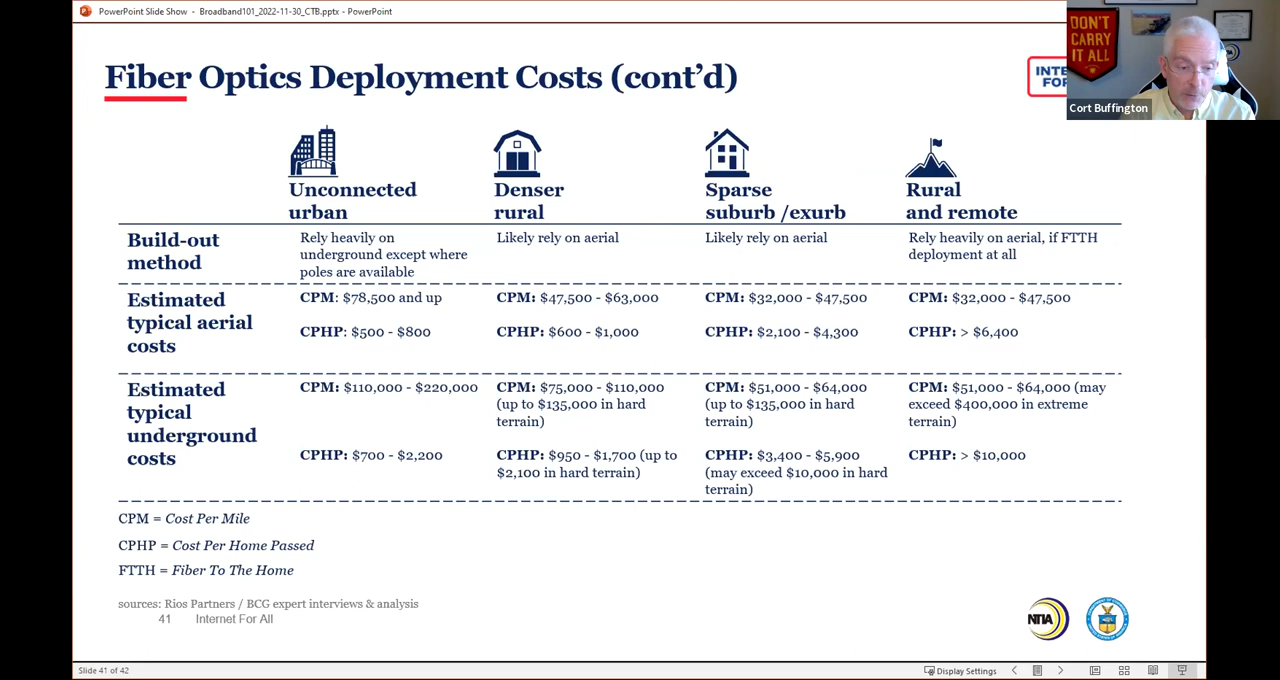 PowerPoint Slide Show - Broadband101_2022-11-30_CTB.pptx - PowerPoint
DON'T
CARRY
IT ALL
Cort Buffington
Fiber Optics Deployment Costs (cont'd)
INTE
FOR
Unconnected
urban
Denser
rural
Sparse
suburb /exurb
Rural
and remote
Build-out
method
Rely heavily on
underground except where
poles are available
Likely rely on aerial
Likely rely on aerial
Rely heavily on aerial, if FTTH
deployment at all
Estimated
typical aerial
costs
CPM: $78,500 and up
CPHP: $500 - $800
CPM: $47,500 - $63,000
CPHP: $600 - $1,000
CPM: $32,000 - $47,500
CPHP: $2,100 - $4,300
CPM: $32,000 - $47,500
CPHP: > $6,400
Estimated
typical
underground
costs
CPM: $110,000 - $220,000
CPHP: $700 - $2,200
CPM: $75,000 - $110,000
(up to $135,000 in hard
terrain)
CPHP: $950 - $1,700 (up to
$2,100 in hard terrain)
CPM: $51,000 - $64,000
(up to $135,000 in hard
terrain)
CPHP: $3,400 - $5,900
(may exceed $10,000 in hard
terrain)
CPM: $51,000 - $64,000 (may
exceed $400,000 in extreme
terrain)
CPHP: > $10,000
CPM = Cost Per Mile
CPHP = Cost Per Home Passed
FTTH = Fiber To The Home
sources: Rios Partners / BCG expert interviews & analysis
41 Internet For All
NTIA
Slide 41 of 42
Display Settings